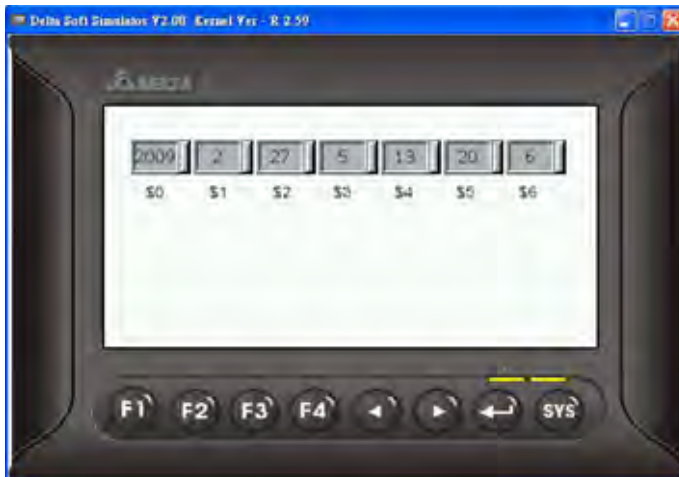 Delta Soft Simulator V2.00 Kernel Ver - R 2.59
DELTA
2009 2 27 5 13 20 6
$0 $1 $2 $3 $4 $5 $6
F1 F2 F3 F4 SYS